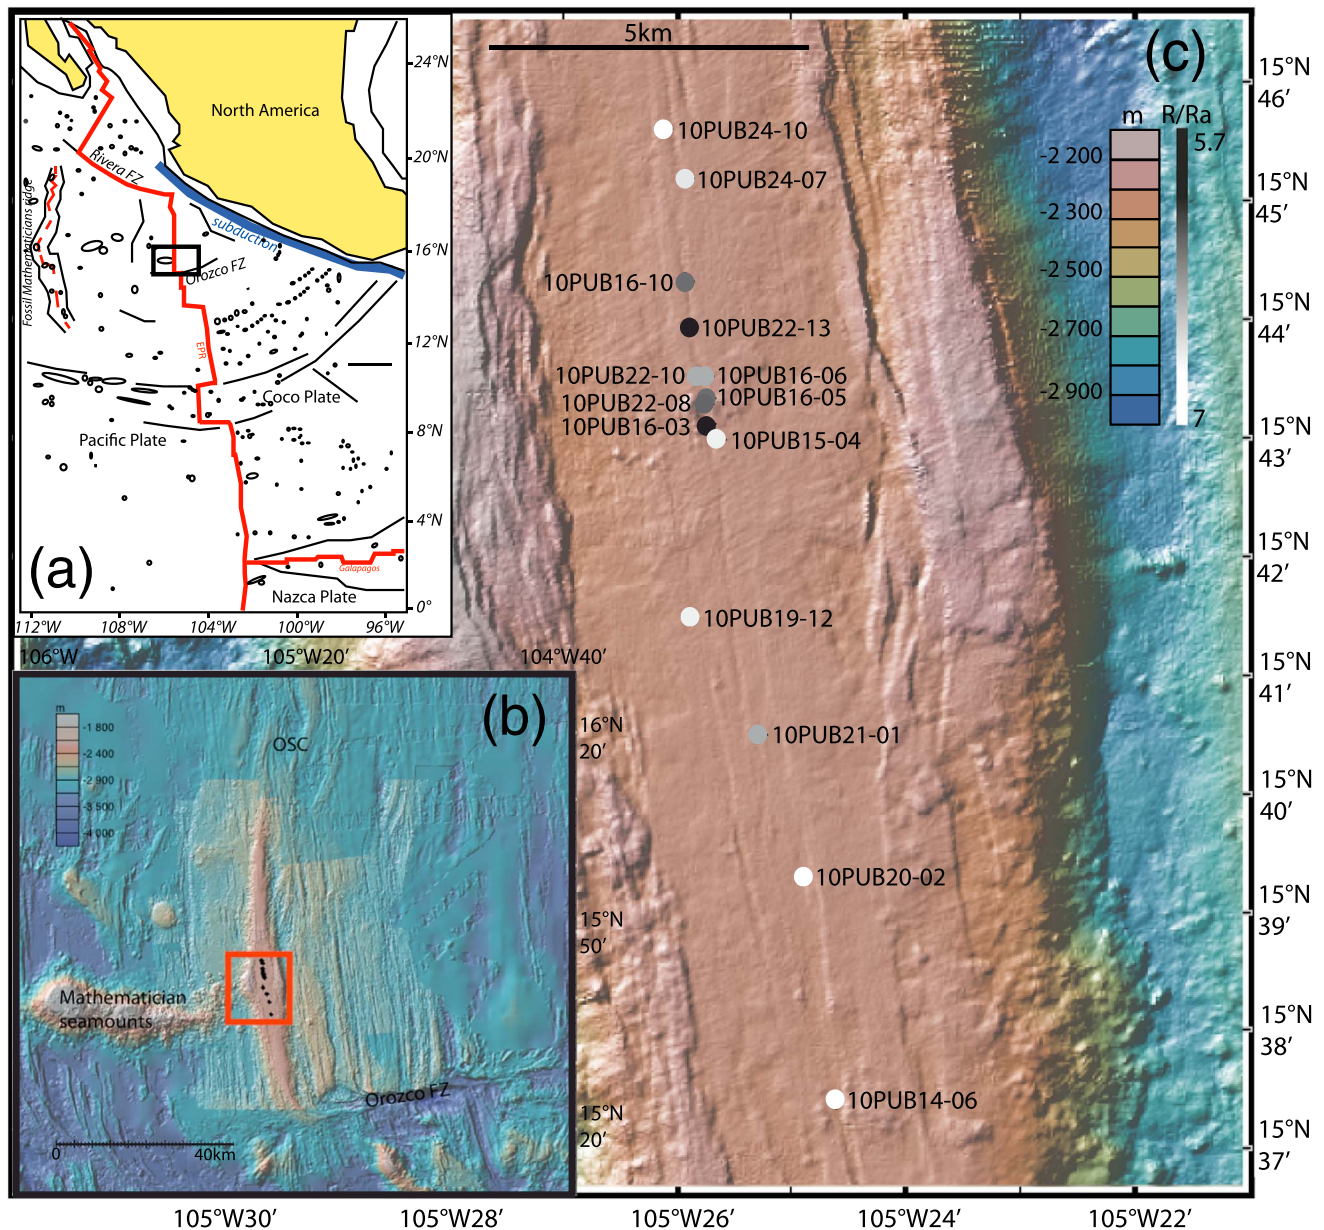 North America
Rivera FZ
subduction
Fossil Mathematicians ridge
Orozco FZ
EPR
Coco Plate
Pacific Plate
Galapagos
Nazca Plate
(a)
24°N
20°N
16°N
12°N
8°N
4°N
0°
112°W
108°W
104°W
100°W
96°W
106°W
105°W20’
104°W40’
(b)
m
-1 800
-2 400
-2 900
-3 500
-4 000
OSC
Mathematician
seamounts
Orozco FZ
0
40km
16°N
20’
15°N
50’
15°N
20’
5km
(c)
m
-2 200
-2 300
-2 500
-2 700
-2 900
R/Ra
5.7
7
10PUB24-10
10PUB24-07
10PUB16-10
10PUB22-13
10PUB22-10
10PUB16-06
10PUB16-05
10PUB22-08
10PUB16-03
10PUB15-04
10PUB19-12
10PUB21-01
10PUB20-02
10PUB14-06
15°N
46’
15°N
45’
15°N
44’
15°N
43’
15°N
42’
15°N
41’
15°N
40’
15°N
39’
15°N
38’
15°N
37’
105°W30’
105°W28’
105°W26’
105°W24’
105°W22’